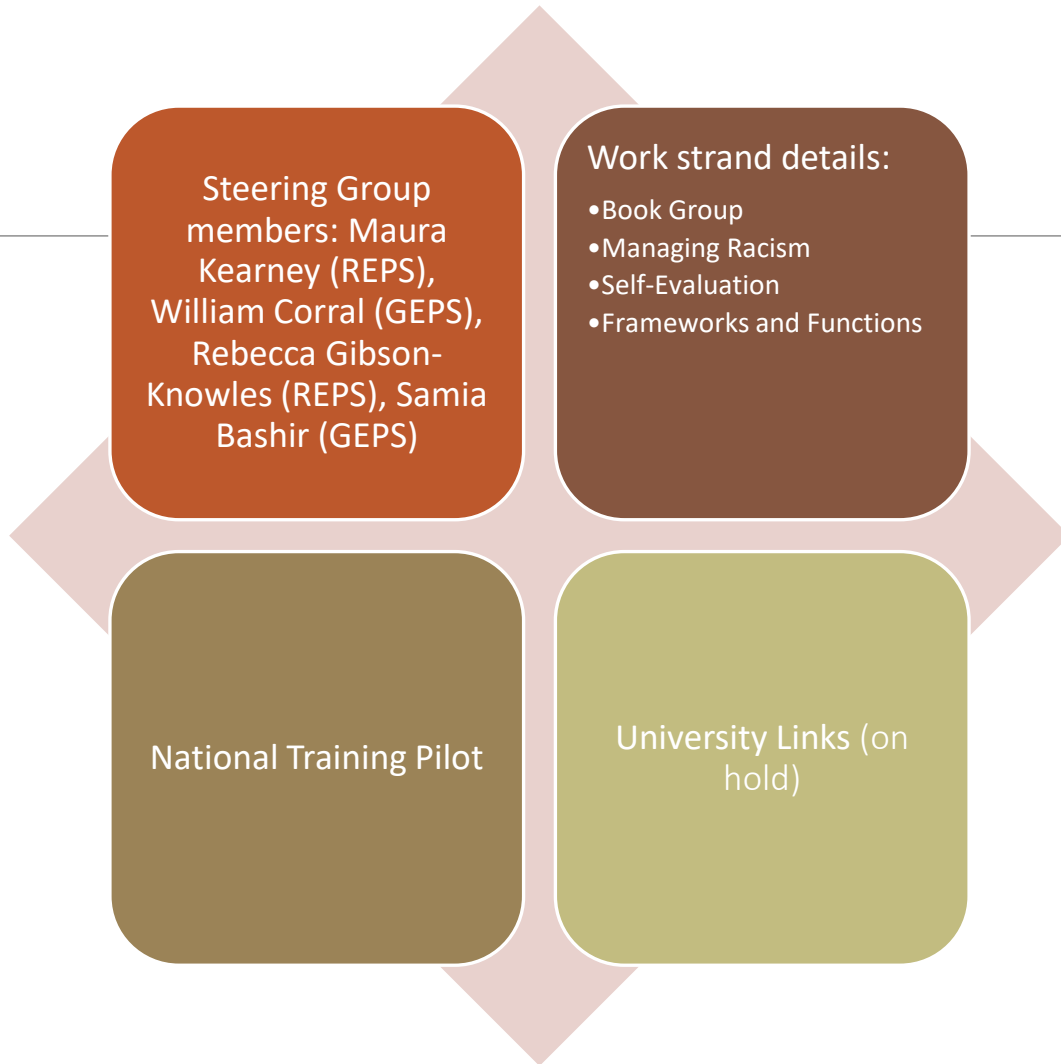 Steering Group
members: Maura
Kearney (REPS),
William Corral (GEPS),
Rebecca Gibson-
Knowles (REPS), Samia
Bashir (GEPS)
Work strand details:
•Book Group
•Managing Racism
•Self-Evaluation
•Frameworks and Functions
National Training Pilot
University Links (on
hold)